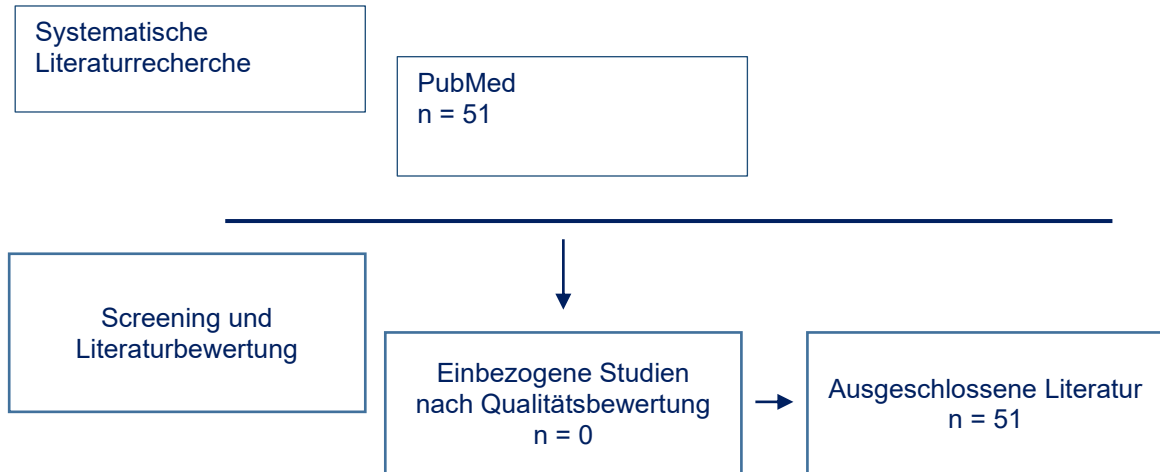 Systematische
Literaturrecherche
PubMed
n = 51
Screening und
Literaturbewertung
Einbezogene Studien
nach Qualitätsbewertung
n = 0
Ausgeschlossene Literatur
n = 51